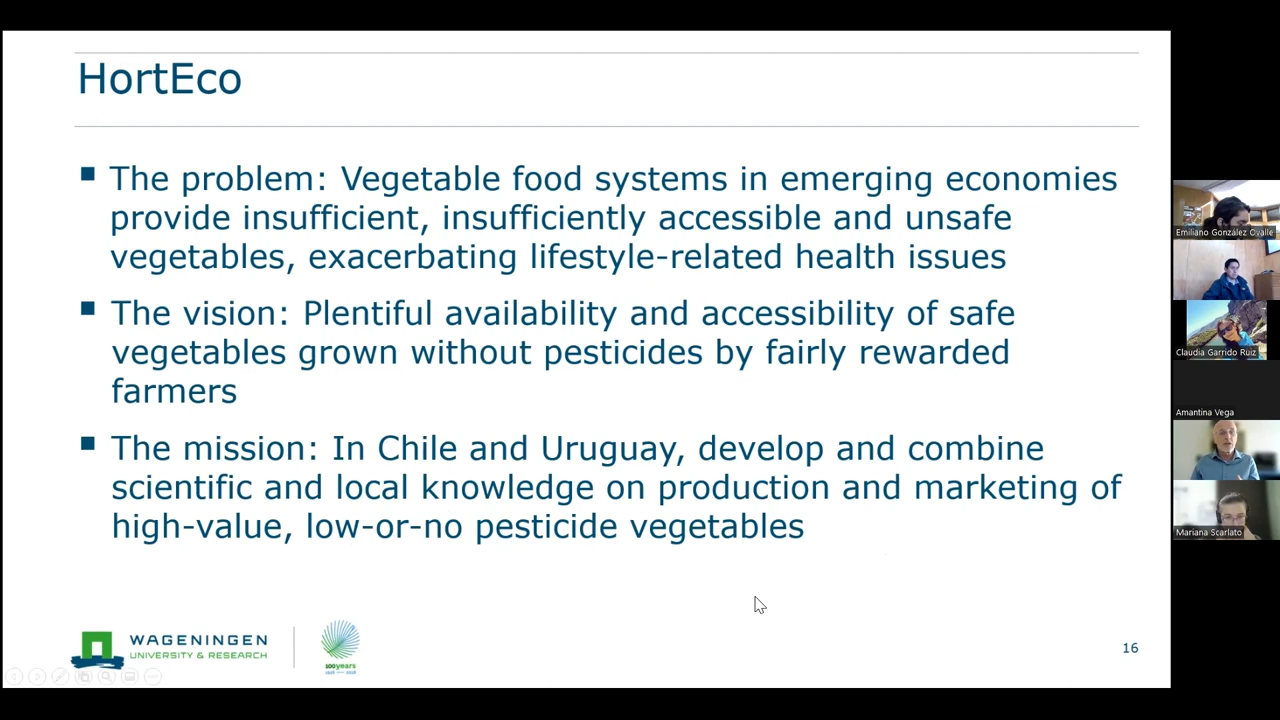 HortEco
The problem: Vegetable food systems in emerging economies
provide insufficient, insufficiently accessible and unsafe
vegetables, exacerbating lifestyle-related health issues
The vision: Plentiful availability and accessibility of safe
vegetables grown without pesticides by fairly rewarded
farmers
The mission: In Chile and Uruguay, develop and combine
scientific and local knowledge on production and marketing of
high-value, low-or-no pesticide vegetables
WAGENINGEN
UNIVERSITY & RESEARCH
100years
16
Emiliano González Ovalle
Claudia Garrido Ruiz
Amantina Vega
Mariana Scarlato